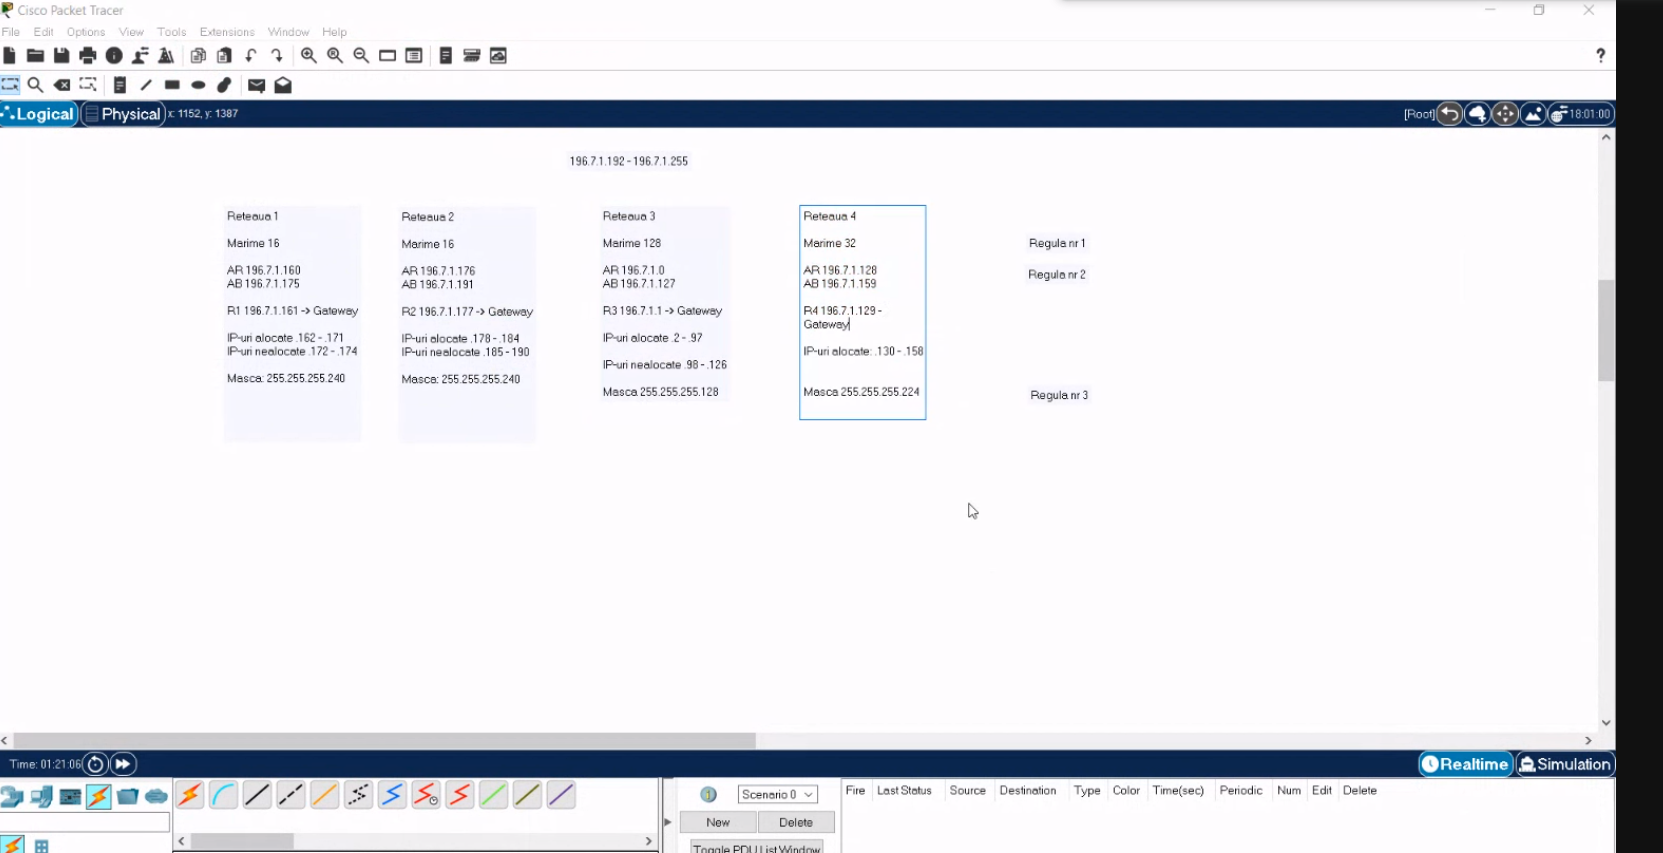 Cisco Packet Tracer
File Edit Options View Tools Extensions Window Help
?
Logical Physical x: 1152, y: 1387 [Root] 18:01:00
196.7.1.192 - 196.7.1.255
Reteaua 1
Marime 16
AR 196.7.1.160
AB 196.7.1.175
R1 196.7.1.161 -> Gateway
IP-uri alocate .162 - .171
IP-uri nealocate .172 - .174
Masca: 255.255.255.240
Reteaua 2
Marime 16
AR 196.7.1.176
AB 196.7.1.191
R2 196.7.1.177 -> Gateway
IP-uri alocate .178 - .184
IP-uri nealocate .185 - 190
Masca: 255.255.255.240
Reteaua 3
Marime 128
AR 196.7.1.0
AB 196.7.1.127
R3 196.7.1.1 -> Gateway
IP-uri alocate .2 - .97
IP-uri nealocate .98 - .126
Masca 255.255.255.128
Reteaua 4
Marime 32
AR 196.7.1.128
AB 196.7.1.159
R4 196.7.1.129 -
Gateway
IP-uri alocate: .130 - .158
Masca 255.255.255.224
Regula nr 1
Regula nr 2
Regula nr 3
Time: 01:21:06 Realtime Simulation
Scenario 0
New Delete
Toggle PDU List Window
Fire Last Status Source Destination Type Color Time(sec) Periodic Num Edit Delete